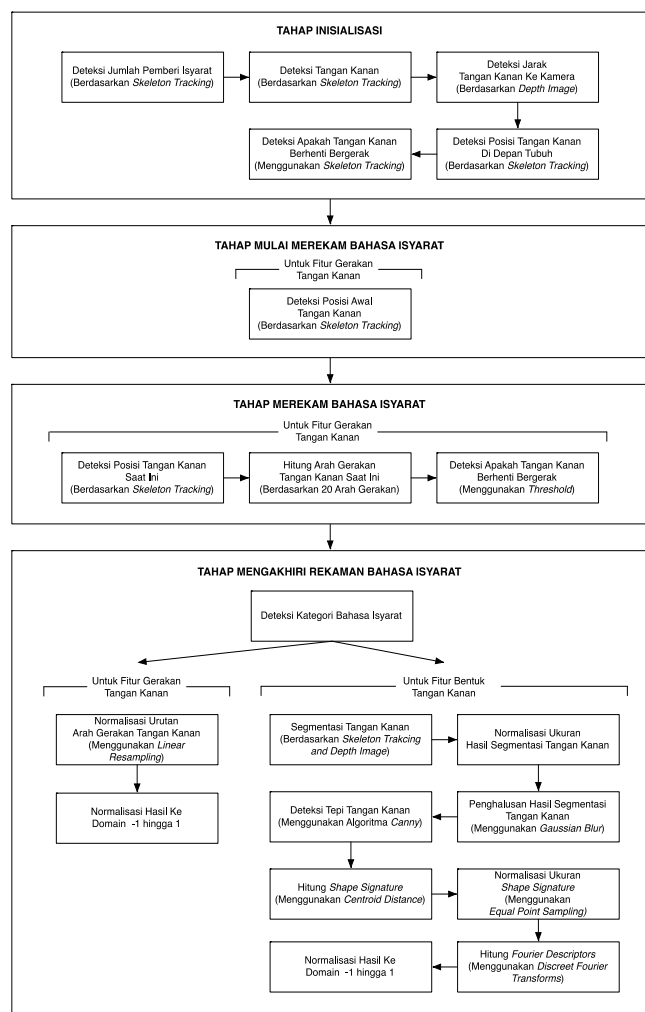 TAHAP INISIALISASI
Deteksi Jumlah Pemberi Isyarat
(Berdasarkan Skeleton Tracking)
Deteksi Tangan Kanan
(Berdasarkan Skeleton Tracking)
Deteksi Jarak
Tangan Kanan Ke Kamera
(Berdasarkan Depth Image)
Deteksi Posisi Tangan Kanan
Di Depan Tubuh
(Berdasarkan Skeleton Tracking)
Deteksi Apakah Tangan Kanan
Berhenti Bergerak
(Menggunakan Skeleton Tracking)
TAHAP MULAI MEREKAM BAHASA ISYARAT
Untuk Fitur Gerakan
Tangan Kanan
Deteksi Posisi Awal
Tangan Kanan
(Berdasarkan Skeleton Tracking)
TAHAP MEREKAM BAHASA ISYARAT
Untuk Fitur Gerakan
Tangan Kanan
Deteksi Posisi Tangan Kanan
Saat Ini
(Berdasarkan Skeleton Tracking)
Hitung Arah Gerakan
Tangan Kanan Saat Ini
(Berdasarkan 20 Arah Gerakan)
Deteksi Apakah Tangan Kanan
Berhenti Bergerak
(Menggunakan Threshold)
TAHAP MENGAKHIRI REKAMAN BAHASA ISYARAT
Deteksi Kategori Bahasa Isyarat
Untuk Fitur Gerakan
Tangan Kanan
Normalisasi Urutan
Arah Gerakan Tangan Kanan
(Menggunakan Linear
Resampling)
Normalisasi Hasil Ke
Domain -1 hingga 1
Untuk Fitur Bentuk
Tangan Kanan
Segmentasi Tangan Kanan
(Berdasarkan Skeleton Trakcing
and Depth Image)
Normalisasi Ukuran
Hasil Segmentasi Tangan Kanan
Penghalusan Hasil Segmentasi
Tangan Kanan
(Menggunakan Gaussian Blur)
Deteksi Tepi Tangan Kanan
(Menggunakan Algoritma Canny)
Hitung Shape Signature
(Menggunakan Centroid Distance)
Normalisasi Ukuran
Shape Signature
(Menggunakan
Equal Point Sampling)
Hitung Fourier Descriptors
(Menggunakan Discreet Fourier
Transforms)
Normalisasi Hasil Ke
Domain -1 hingga 1